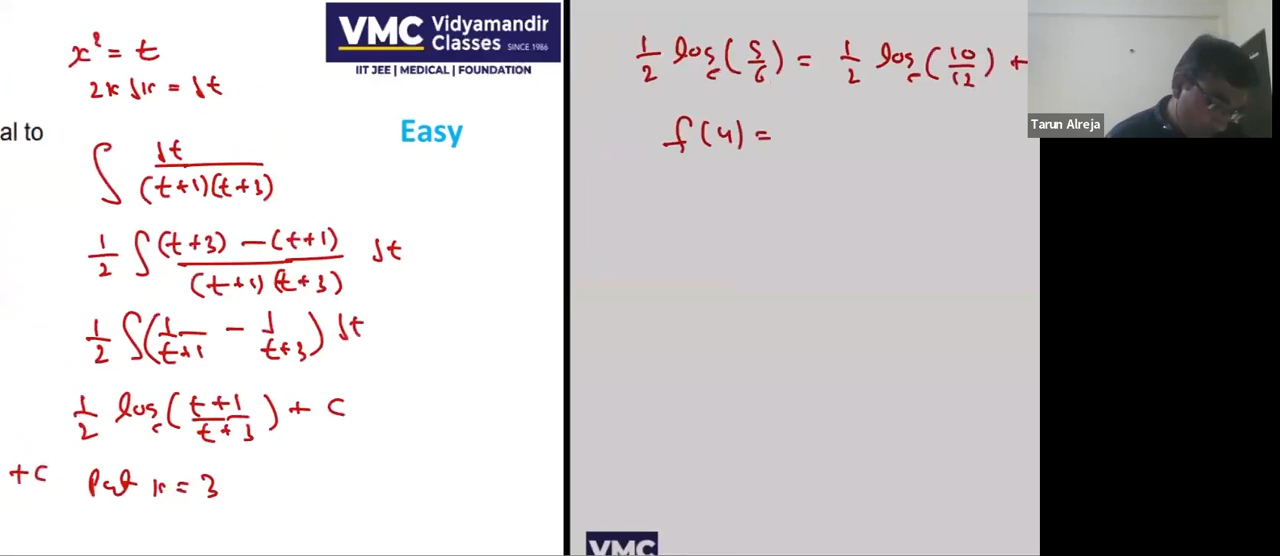 VMC Vidyamandir Classes SINCE 1986
IIT JEE | MEDICAL | FOUNDATION
x² = t
2x dx = dt
al to
Easy
∫ dt / (t+1)(t+3)
1/2 ∫ (t+3) − (t+1) / (t+1)(t+3) dt
1/2 ∫ (1/t+1 − 1/t+3) dt
1/2 logₑ (t+1 / t+3) + C
+C
Put x = 3
1/2 logₑ (5/6) = 1/2 logₑ (10/12) +
f(4) =
Tarun Alreja
VMC